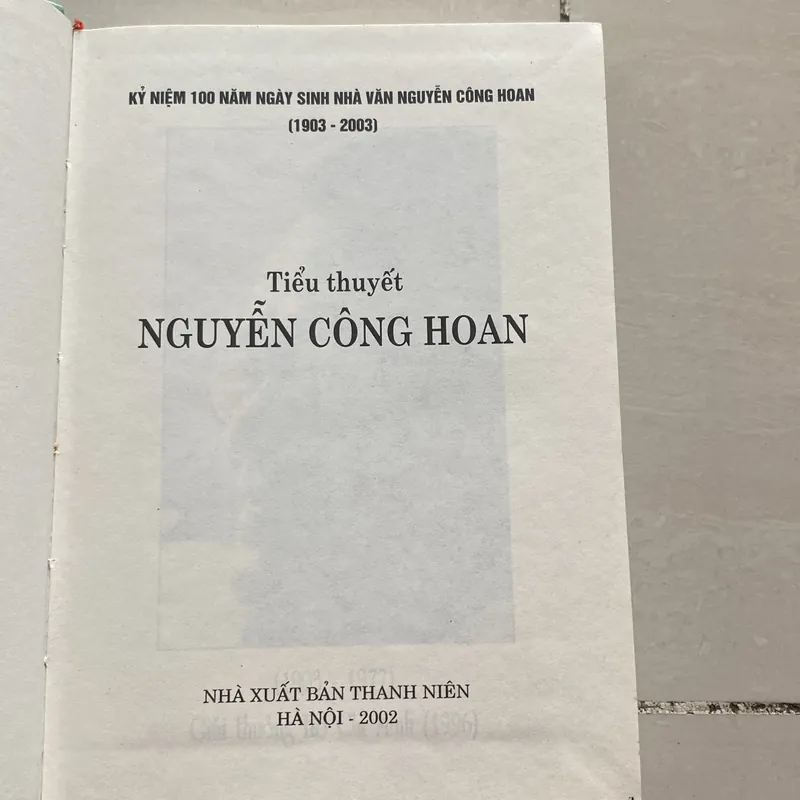 KỶ NIỆM 100 NĂM NGÀY SINH NHÀ VĂN NGUYỄN CÔNG HOAN
(1903 - 2003)
Tiểu thuyết
NGUYỄN CÔNG HOAN
NHÀ XUẤT BẢN THANH NIÊN
HÀ NỘI - 2002